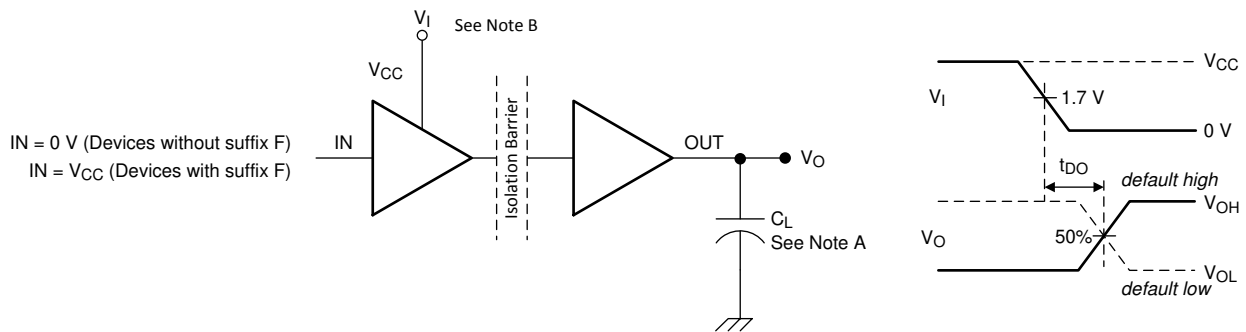 V_I
See Note B
V_CC
IN = 0 V (Devices without suffix F)
IN = V_CC (Devices with suffix F)
IN
Isolation Barrier
OUT
V_O
C_L
See Note A
V_CC
V_I
1.7 V
0 V
t_DO
default high
V_OH
V_O
50%
V_OL
default low